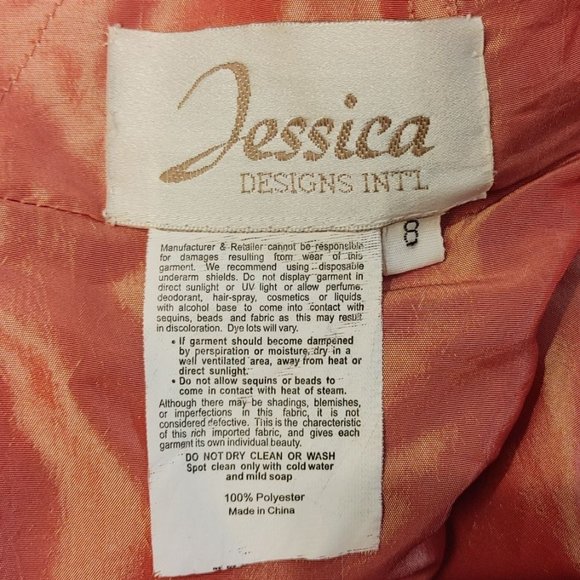 Jessica
DESIGNS INT'L
8
Manufacturer & Retailer cannot be responsible
for damages resulting from wear of this
garment. We recommend using disposable
underarm shields. Do not display garment in
direct sunlight or UV light or allow perfume,
deodorant, hair-spray, cosmetics or liquids
with alcohol base to come into contact with
sequins, beads and fabric as this may result
in discoloration. Dye lots will vary.
• If garment should become dampened
by perspiration or moisture, dry in a
well ventilated area, away from heat or
direct sunlight.
• Do not allow sequins or beads to
come in contact with heat of steam.
Although there may be shadings, blemishes,
or imperfections in this fabric, it is not
considered defective. This is the characteristic
of this rich imported fabric, and gives each
garment its own individual beauty.
DO NOT DRY CLEAN OR WASH
Spot clean only with cold water
and mild soap
100% Polyester
Made in China